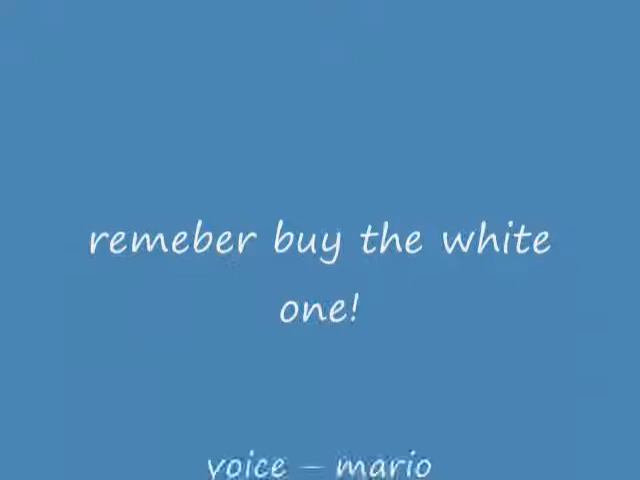 remeber buy the white
one!
voice – mario